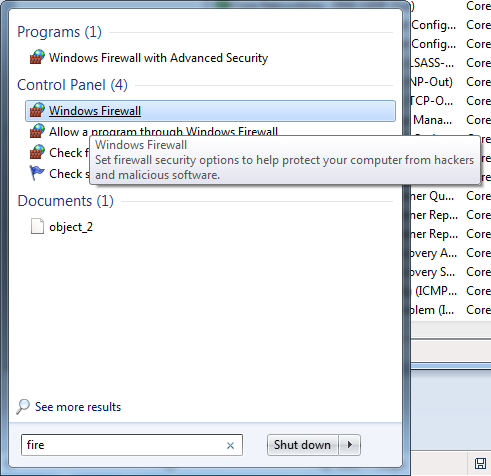 Programs (1)
Windows Firewall with Advanced Security
Control Panel (4)
Windows Firewall
Allow a program through Windows Firewall
Check
Windows Firewall
Set firewall security options to help protect your computer from hackers
and malicious software.
Check
Documents (1)
object_2
See more results
fire
Shut down
Core
Config... Core
Config... Core
LSASS-... Core
NP-Out) Core
TCP-O... Core
Mana... Core
Core
Core
Core
ner Qu... Core
ner Rep... Core
ner Rep... Core
overy A... Core
overy S... Core
(ICMP... Core
oblem (I... Core